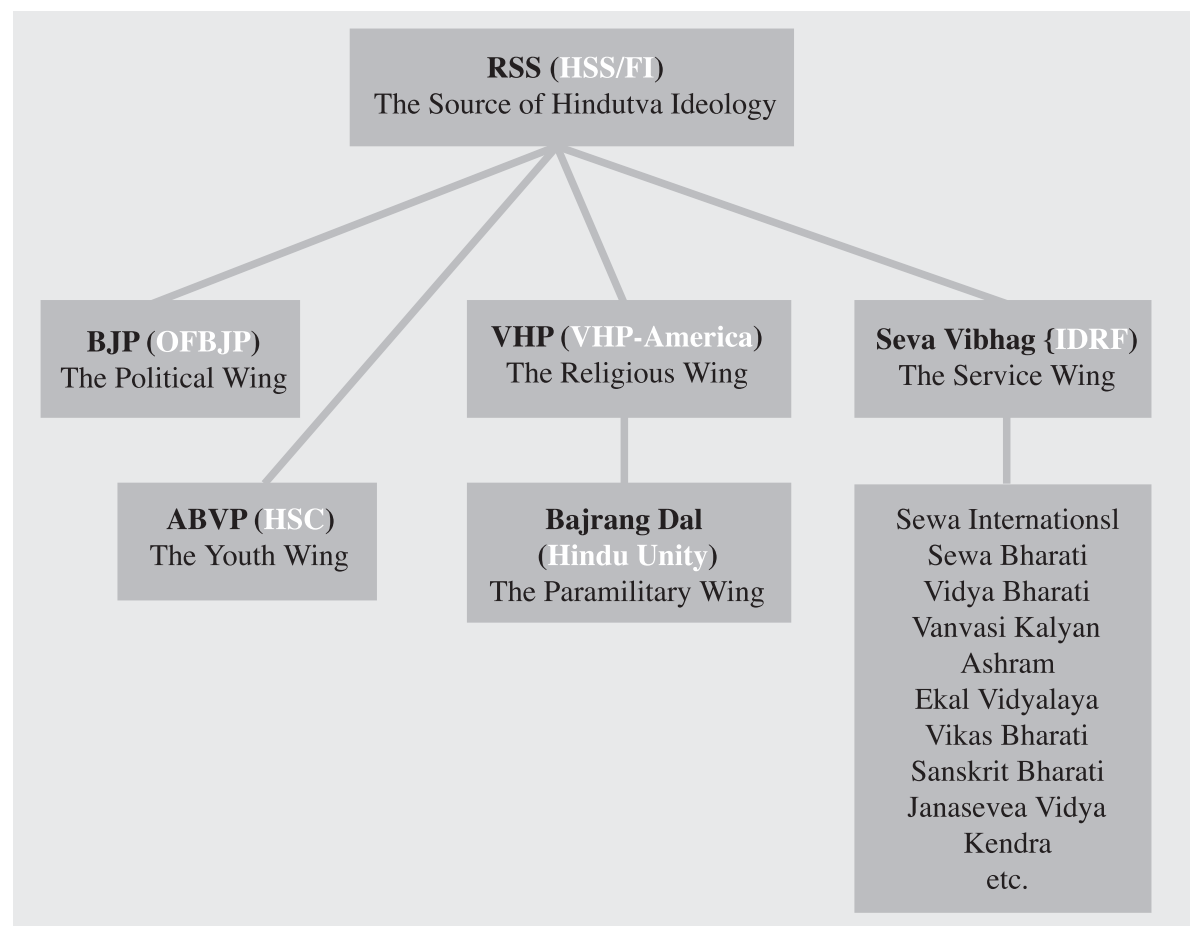 RSS (HSS/FI)
The Source of Hindutva Ideology
BJP (OFBJP)
The Political Wing
VHP (VHP-America)
The Religious Wing
Seva Vibhag {IDRF)
The Service Wing
ABVP (HSC)
The Youth Wing
Bajrang Dal
(Hindu Unity)
The Paramilitary Wing
Sewa Internationsl
Sewa Bharati
Vidya Bharati
Vanvasi Kalyan
Ashram
Ekal Vidyalaya
Vikas Bharati
Sanskrit Bharati
Janasevea Vidya
Kendra
etc.